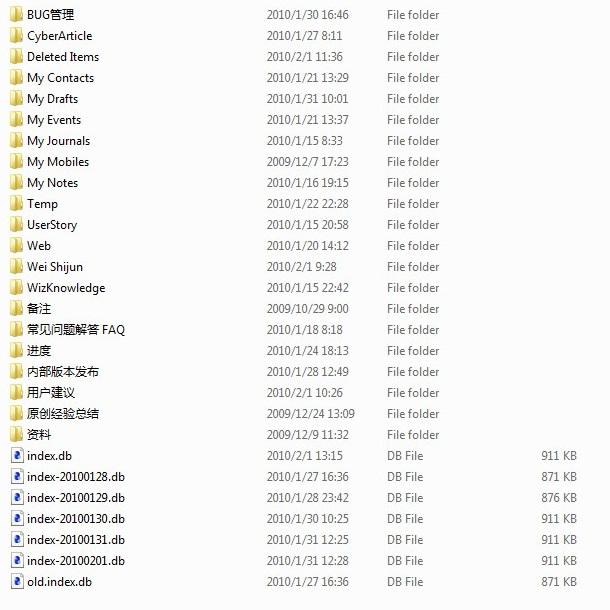 BUG管理 2010/1/30 16:46 File folder
CyberArticle 2010/1/27 8:11 File folder
Deleted Items 2010/2/1 11:36 File folder
My Contacts 2010/1/21 13:29 File folder
My Drafts 2010/1/31 10:01 File folder
My Events 2010/1/21 13:37 File folder
My Journals 2010/1/15 8:33 File folder
My Mobiles 2009/12/7 17:23 File folder
My Notes 2010/1/16 19:15 File folder
Temp 2010/1/22 22:28 File folder
UserStory 2010/1/15 20:58 File folder
Web 2010/1/20 14:12 File folder
Wei Shijun 2010/2/1 9:28 File folder
WizKnowledge 2010/1/15 22:42 File folder
备注 2009/10/29 9:00 File folder
常见问题解答 FAQ 2010/1/18 8:18 File folder
进度 2010/1/24 18:13 File folder
内部版本发布 2010/1/28 12:49 File folder
用户建议 2010/2/1 10:26 File folder
原创经验总结 2009/12/24 13:09 File folder
资料 2009/12/9 11:32 File folder
index.db 2010/2/1 13:15 DB File 911 KB
index-20100128.db 2010/1/27 16:36 DB File 871 KB
index-20100129.db 2010/1/28 23:42 DB File 876 KB
index-20100130.db 2010/1/30 10:25 DB File 911 KB
index-20100131.db 2010/1/31 12:25 DB File 911 KB
index-20100201.db 2010/1/31 12:28 DB File 911 KB
old.index.db 2010/1/27 16:36 DB File 871 KB